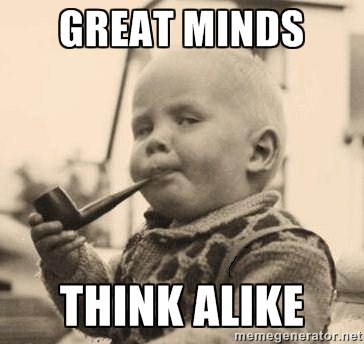 GREAT MINDS
THINK ALIKE
memegenerator.net